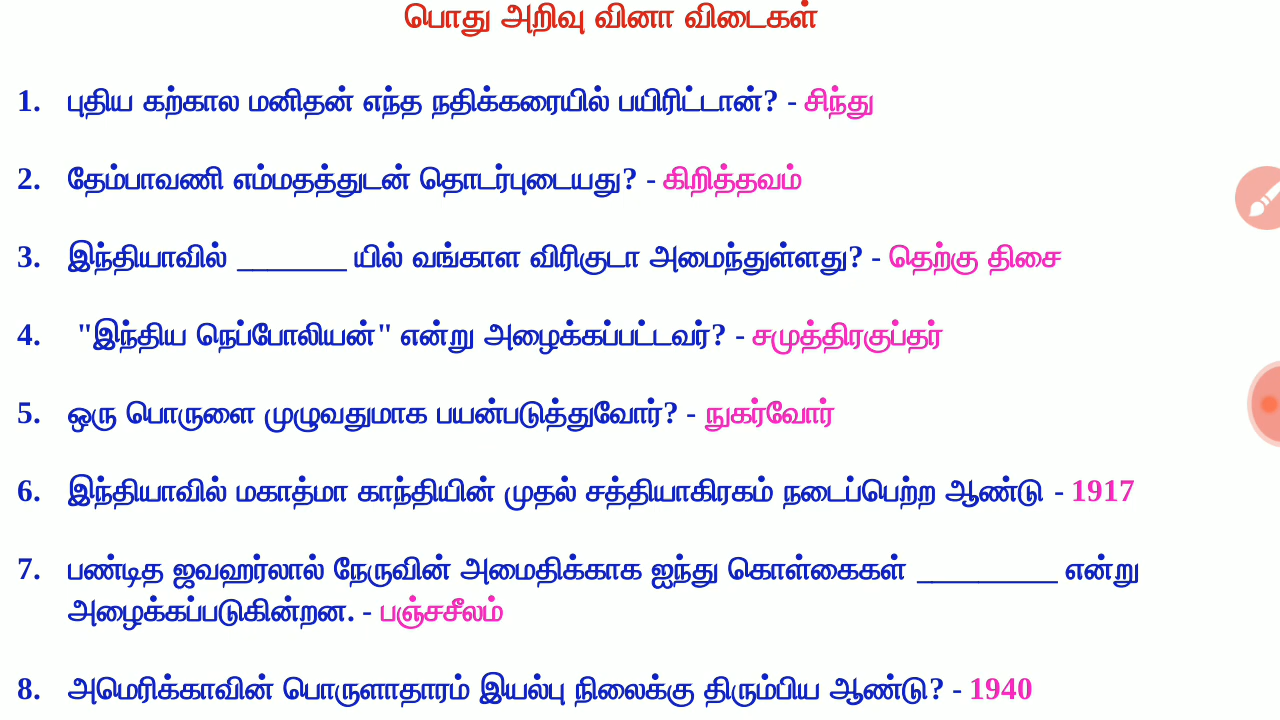 பொது அறிவு வினா விடைகள்
1. புதிய கற்கால மனிதன் எந்த நதிக்கரையில் பயிரிட்டான்? - சிந்து
2. தேம்பாவணி எம்மதத்துடன் தொடர்புடையது? - கிறித்தவம்
3. இந்தியாவில் _______ யில் வங்காள விரிகுடா அமைந்துள்ளது? - தெற்கு திசை
4. "இந்திய நெப்போலியன்" என்று அழைக்கப்பட்டவர்? - சமுத்திரகுப்தர்
5. ஒரு பொருளை முழுவதுமாக பயன்படுத்துவோர்? - நுகர்வோர்
6. இந்தியாவில் மகாத்மா காந்தியின் முதல் சத்தியாகிரகம் நடைப்பெற்ற ஆண்டு - 1917
7. பண்டித ஜவஹர்லால் நேருவின் அமைதிக்காக ஐந்து கொள்கைகள் _________ என்று
அழைக்கப்படுகின்றன. - பஞ்சசீலம்
8. அமெரிக்காவின் பொருளாதாரம் இயல்பு நிலைக்கு திரும்பிய ஆண்டு? - 1940